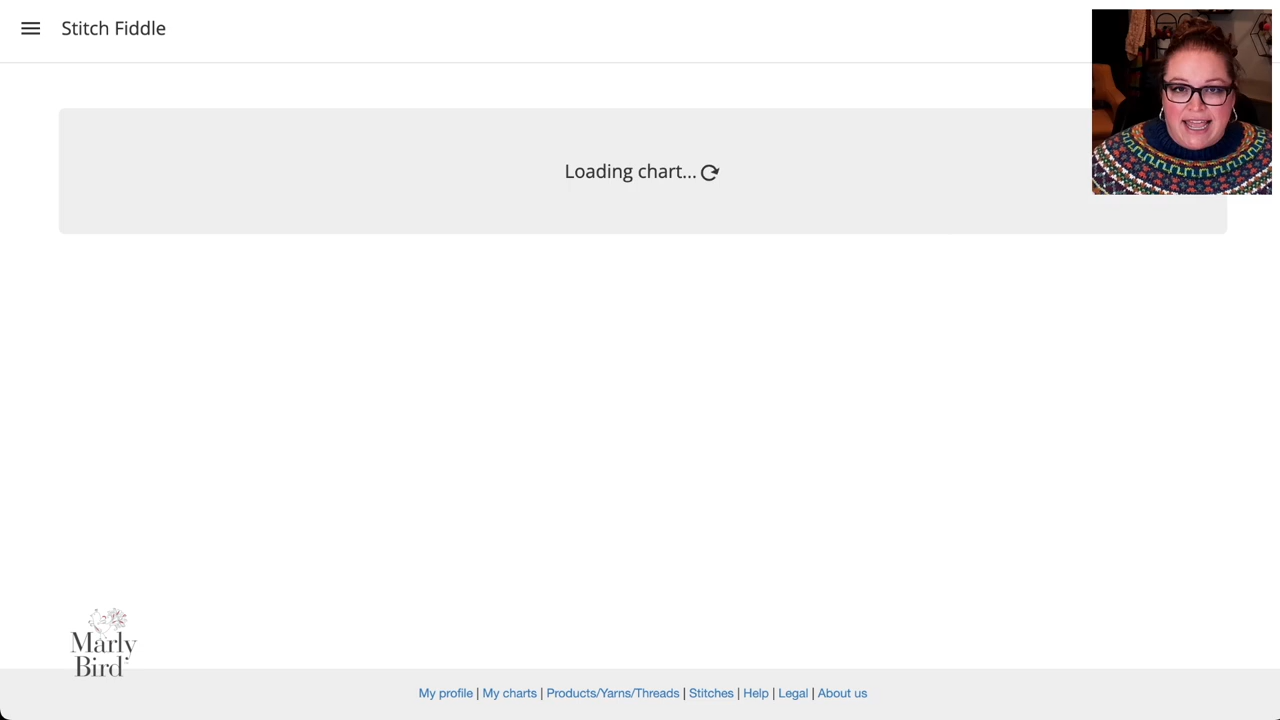 Stitch Fiddle
Loading chart...
Marly
Bird
My profile | My charts | Products/Yarns/Threads | Stitches | Help | Legal | About us